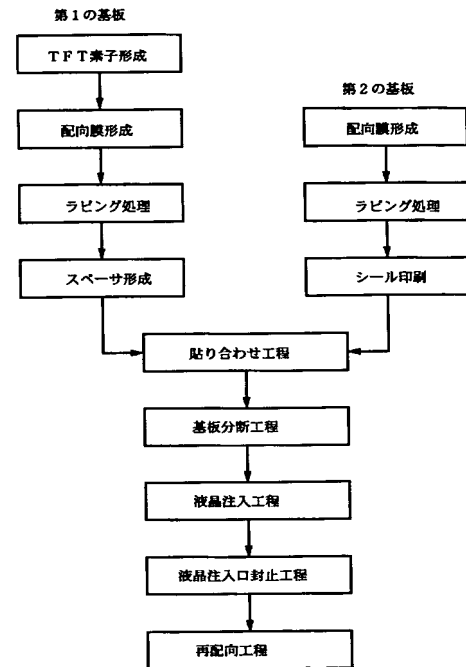 第１の基板
ＴＦＴ素子形成
配向膜形成
ラビング処理
スペーサ形成
第２の基板
配向膜形成
ラビング処理
シール印刷
貼り合わせ工程
基板分断工程
液晶注入工程
液晶注入口封止工程
再配向工程